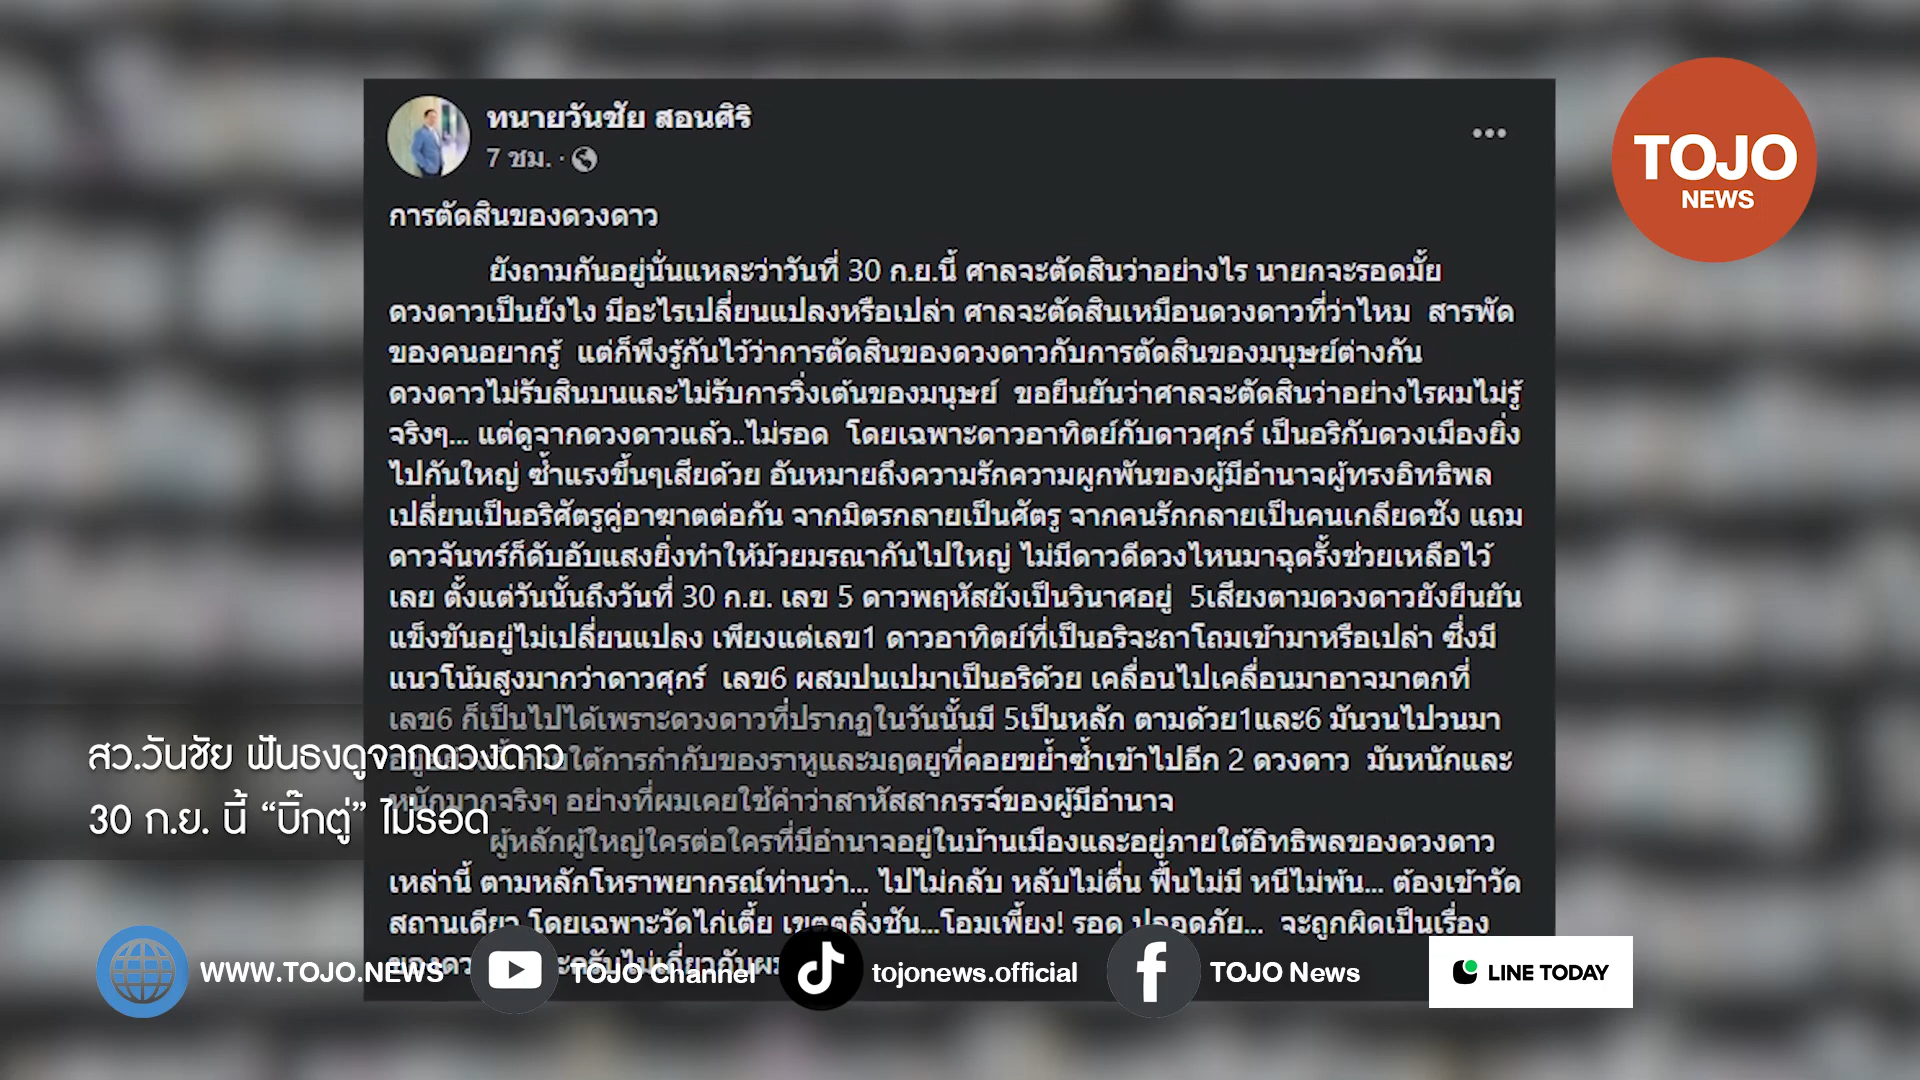 ทนายวันชัย สอนศิริ
7 ชม.
การตัดสินของดวงดาว
ยังถามกันอยู่นั่นแหละว่าวันที่ 30 ก.ย.นี้ ศาลจะตัดสินว่าอย่างไร นายกจะรอดมั้ย
ดวงดาวเป็นยังไง มีอะไรเปลี่ยนแปลงหรือเปล่า ศาลจะตัดสินเหมือนดวงดาวที่ว่าไหม สารพัด
ของคนอยากรู้ แต่ก็พึงรู้กันไว้ว่าการตัดสินของดวงดาวกับการตัดสินของมนุษย์ต่างกัน
ดวงดาวไม่รับสินบนและไม่รับการวิ่งเต้นของมนุษย์ ขอยืนยันว่าศาลจะตัดสินว่าอย่างไรผมไม่รู้
จริงๆ... แต่ดูจากดวงดาวแล้ว..ไม่รอด โดยเฉพาะดาวอาทิตย์กับดาวศุกร์ เป็นอริกับดวงเมืองยิ่ง
ไปกันใหญ่ ซ้ำแรงขึ้นๆเสียด้วย อันหมายถึงความรักความผูกพันของผู้มีอำนาจผู้ทรงอิทธิพล
เปลี่ยนเป็นอริศัตรูคู่อาฆาตต่อกัน จากมิตรกลายเป็นศัตรู จากคนรักกลายเป็นคนเกลียดชัง แถม
ดาวจันทร์ก็ดับอับแสงยิ่งทำให้ม้วยมรณากันไปใหญ่ ไม่มีดาวดีดวงไหนมาฉุดรั้งช่วยเหลือไว้
เลย ตั้งแต่วันนั้นถึงวันที่ 30 ก.ย. เลข 5 ดาวพฤหัสยังเป็นวินาศอยู่ 5เสียงตามดวงดาวยังยืนยัน
แข็งขันอยู่ไม่เปลี่ยนแปลง เพียงแต่เลข1 ดาวอาทิตย์ที่เป็นอริจะถาโถมเข้ามาหรือเปล่า ซึ่งมี
แนวโน้มสูงมากว่าดาวศุกร์ เลข6 ผสมปนเปมาเป็นอริด้วย เคลื่อนไปเคลื่อนมาอาจมาตกที่
เลข6 ก็เป็นไปได้เพราะดวงดาวที่ปรากฏในวันนั้นมี 5เป็นหลัก ตามด้วย1และ6 มันวนไปวนมา
ภายใต้การกำกับของราหูและมฤตยูที่คอยขย้ำซ้ำเข้าไปอีก 2 ดวงดาว มันหนักและ
หนักมากจริงๆ อย่างที่ผมเคยใช้คำว่าสาหัสสากรรจ์ของผู้มีอำนาจ
ผู้หลักผู้ใหญ่ใครต่อใครที่มีอำนาจอยู่ในบ้านเมืองและอยู่ภายใต้อิทธิพลของดวงดาว
เหล่านี้ ตามหลักโหราพยากรณ์ท่านว่า... ไปไม่กลับ หลับไม่ตื่น ฟื้นไม่มี หนีไม่พ้น... ต้องเข้าวัด
สถานเดียว โดยเฉพาะวัดไก่เตี้ย เขตตลิ่งชัน...โอมเพี้ยง! รอด ปลอดภัย... จะถูกผิดเป็นเรื่อง
TOJO
NEWS
สว.วันชัย ฟันธงดูจากดวงดาว
30 ก.ย. นี้ “บิ๊กตู่” ไม่รอด
WWW.TOJO.NEWS
TOJO Channel
tojonews.official
TOJO News
LINE TODAY